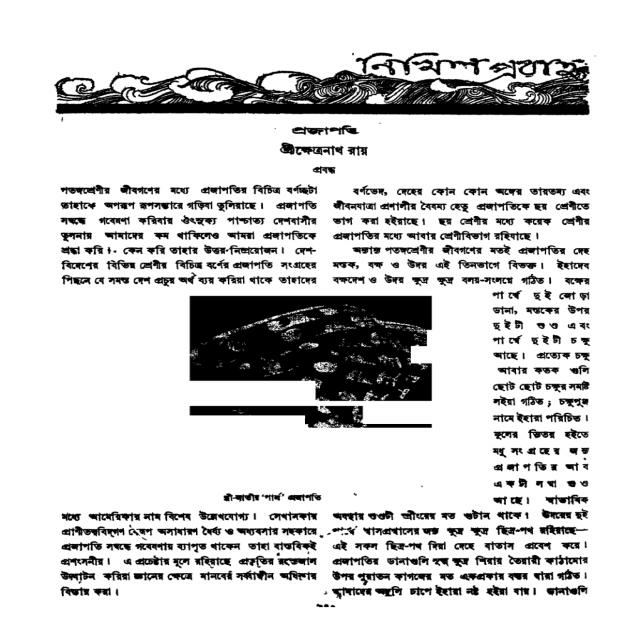 নিখিল প্রবাহ
প্রজাপতি
শ্রীক্ষেত্রনাথ রায়
প্রবন্ধ
পতঙ্গশ্রেণীর জীবগণের মধ্যে প্রজাপতির বিচিত্র বর্ণচ্ছটা
তাহাকে অপরূপ রূপসম্ভারে গড়িয়া তুলিয়াছে। প্রজাপতি
সম্বন্ধে গবেষণা করিবার ঔৎসুক্য পাশ্চাত্য দেশবাসীর
তুলনায় আমাদের কম থাকিলেও আমরা প্রজাপতিকে
শ্রদ্ধা করি। কেন করি তাহার উত্তর-নিষ্প্রয়োজন। দেশ-
বিদেশের বিভিন্ন শ্রেণীর বিচিত্র বর্ণের প্রজাপতি সংগ্রহের
পিছনে যে সমস্ত দেশ প্রচুর অর্থ ব্যয় করিয়া থাকে তাহাদের
স্ত্রী-জাতীয় 'পার্ণ' প্রজাপতি
মধ্যে আমেরিকার নাম বিশেষ উল্লেখযোগ্য। সেখানকার
প্রাণীতত্ত্ববিদ্গণ যেরূপ অসাধারণ ধৈর্য্য ও অধ্যবসায় সহকারে
প্রজাপতি সম্বন্ধে গবেষণায় ব্যাপৃত থাকেন তাহা বাস্তবিকই
প্রশংসনীয়। এ প্রচেষ্টার মূলে রহিয়াছে প্রকৃতির রহস্যজাল
উদ্ঘাটন করিয়া জ্ঞানের ক্ষেত্রে মানবের সর্ব্বাঙ্গীন অধিকার
বিস্তার করা।
বর্ণভেদ, দেহের কোন কোন অঙ্গের তারতম্য এবং
জীবনযাত্রা প্রণালীর বৈষম্য হেতু প্রজাপতিকে ছয় শ্রেণীতে
ভাগ করা হইয়াছে। ছয় শ্রেণীর মধ্যে কয়েক শ্রেণীর
প্রজাপতির মধ্যে আবার শ্রেণীবিভাগ রহিয়াছে।
অন্যান্য পতঙ্গশ্রেণীর জীবগণের মতই প্রজাপতির দেহ
মস্তক, বক্ষ ও উদর এই তিনভাগে বিভক্ত। ইহাদের
বক্ষদেশ ও উদর ক্ষুদ্র ক্ষুদ্র বলয়-সংলগ্নে গঠিত। বক্ষের
পার্শ্বে দুই জোড়া
ডানা, মস্তকের উপর
দুইটী শুণ্ড এবং
পার্শ্বে দুইটী চক্ষু
আছে। প্রত্যেক চক্ষু
আবার কতক গুলি
ছোট ছোট চক্ষুর সমষ্টি
লইয়া গঠিত; চক্ষুপুঞ্জ
নামে ইহারা পরিচিত।
ফুলের ভিতর হইতে
মধু সংগ্রহের জন্য
প্রজাপতির আর
একটী লম্বা শুণ্ড
আছে। স্বাভাবিক
অবস্থায় শুণ্ডটী স্প্রীংয়ের মত গুটান থাকে। উদরের দুই
পার্শ্বে শ্বাসপ্রশ্বাসের জন্য ক্ষুদ্র ক্ষুদ্র ছিদ্র-পথ রহিয়াছে—
এই সকল ছিদ্র-পথ দিয়া দেহে বাতাস প্রবেশ করে।
প্রজাপতির ডানাগুলি সূক্ষ্ম সূক্ষ্ম শিরার তৈয়ারী কাঠামোর
উপর পুরাতন কাগজের মত একপ্রকার বস্তুর দ্বারা গঠিত।
আমাদের অঙ্গুলি চাপে ইহারা নষ্ট হইয়া যায়। ডানাগুলি